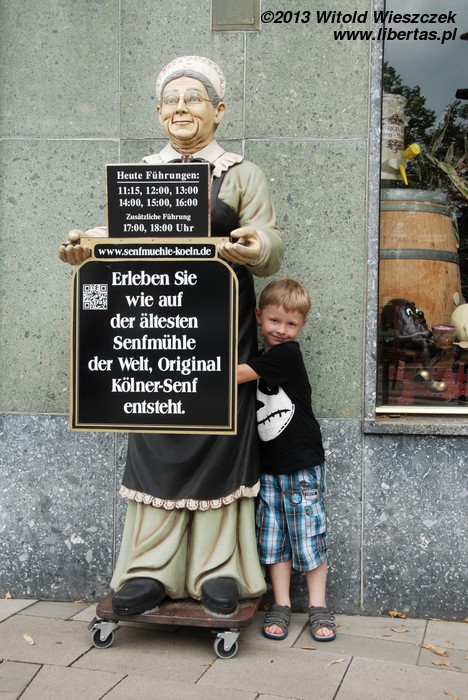 ©2013 Witold Wieszczek
www.libertas.pl
Heute Führungen:
11:15, 12:00, 13:00
14:00, 15:00, 16:00
Zusätzliche Führung
17:00, 18:00 Uhr
www.senfmuehle-koeln.de
Erleben Sie
wie auf
der ältesten
Senfmühle
der Welt, Original
Kölner-Senf
entsteht.